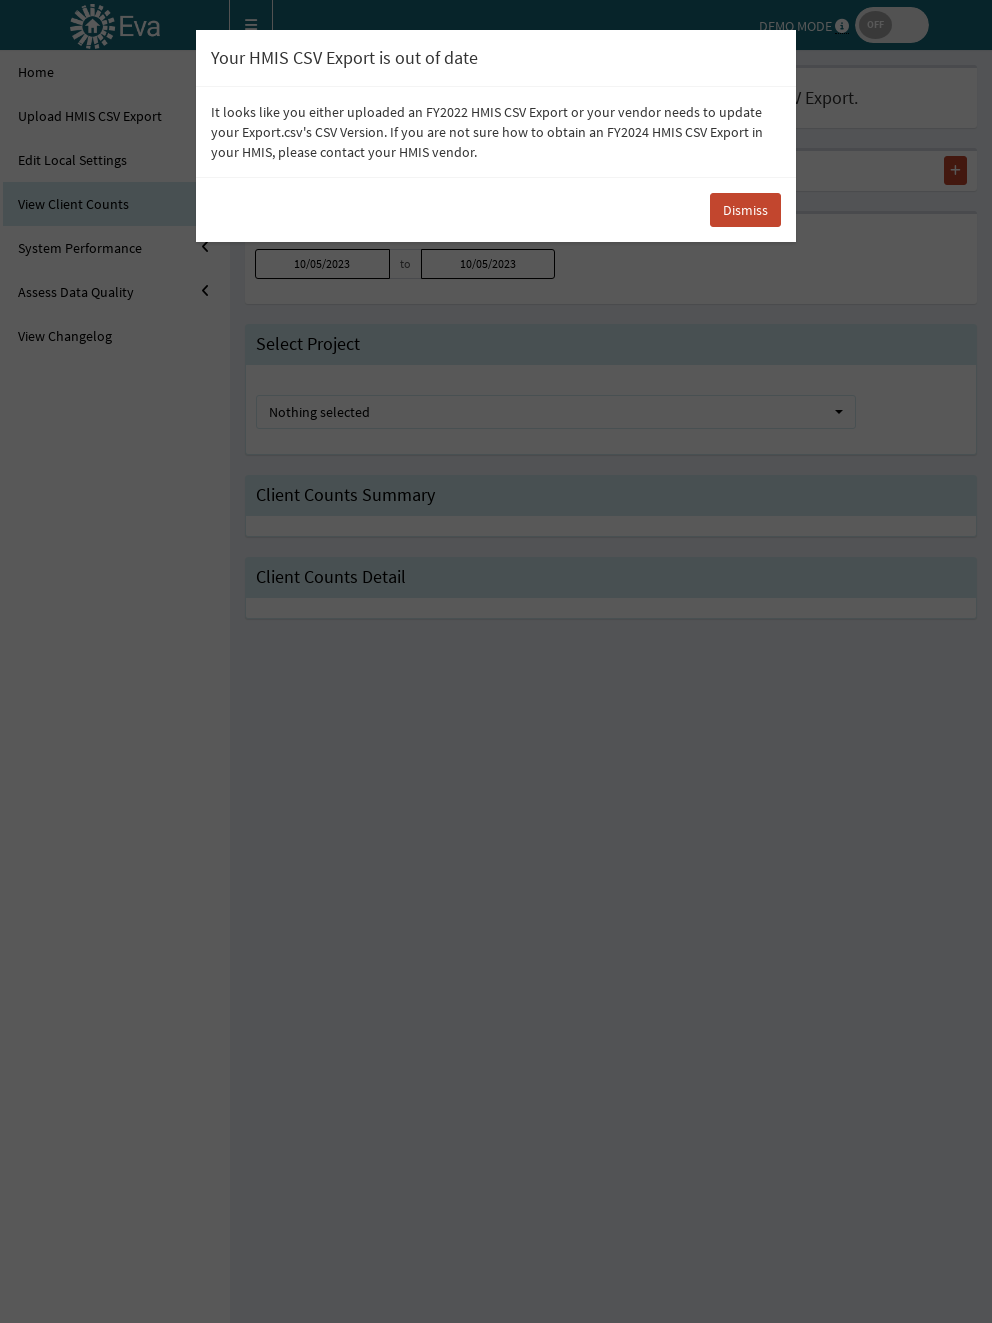 Eva
DEMO MODE
OFF
Your HMIS CSV Export is out of date
It looks like you either uploaded an FY2022 HMIS CSV Export or your vendor needs to update
your Export.csv's CSV Version. If you are not sure how to obtain an FY2024 HMIS CSV Export in
your HMIS, please contact your HMIS vendor.
Dismiss
Home
Upload HMIS CSV Export
Edit Local Settings
View Client Counts
System Performance
Assess Data Quality
View Changelog
V Export.
10/05/2023 to 10/05/2023
Select Project
Nothing selected
Client Counts Summary
Client Counts Detail